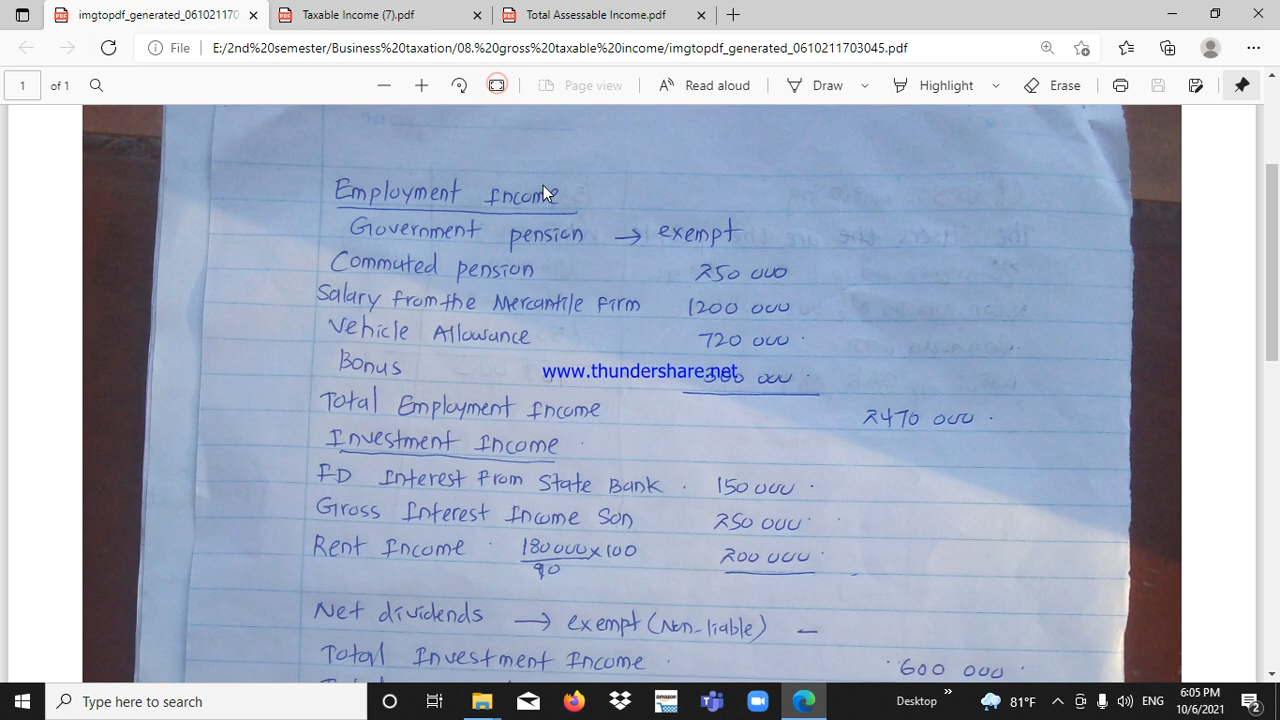 imgtopdf_generated_0610211703045.pdf
Taxable Income (7).pdf
Total Assessable Income.pdf
File
E:/2nd%20semester/Business%20taxation/08.%20gross%20taxable%20income/imgtopdf_generated_0610211703045.pdf
1 of 1
Page view
Read aloud
Draw
Highlight
Erase
Employment Income
Government pension → exempt
Commuted pension 250 000
Salary from the Mercantile firm 1200 000
Vehicle Allowance 720 000
Bonus 300 000
www.thundershare.net
Total Employment Income 2470 000
Investment Income
FD Interest from State Bank 150 000
Gross Interest Income Son 250 000
Rent Income 180000 x 100 200 000
90
Net dividends → exempt (Non-liable) –
Total Investment Income 600 000
Type here to search
Desktop
81°F
ENG
6:05 PM
10/6/2021
2